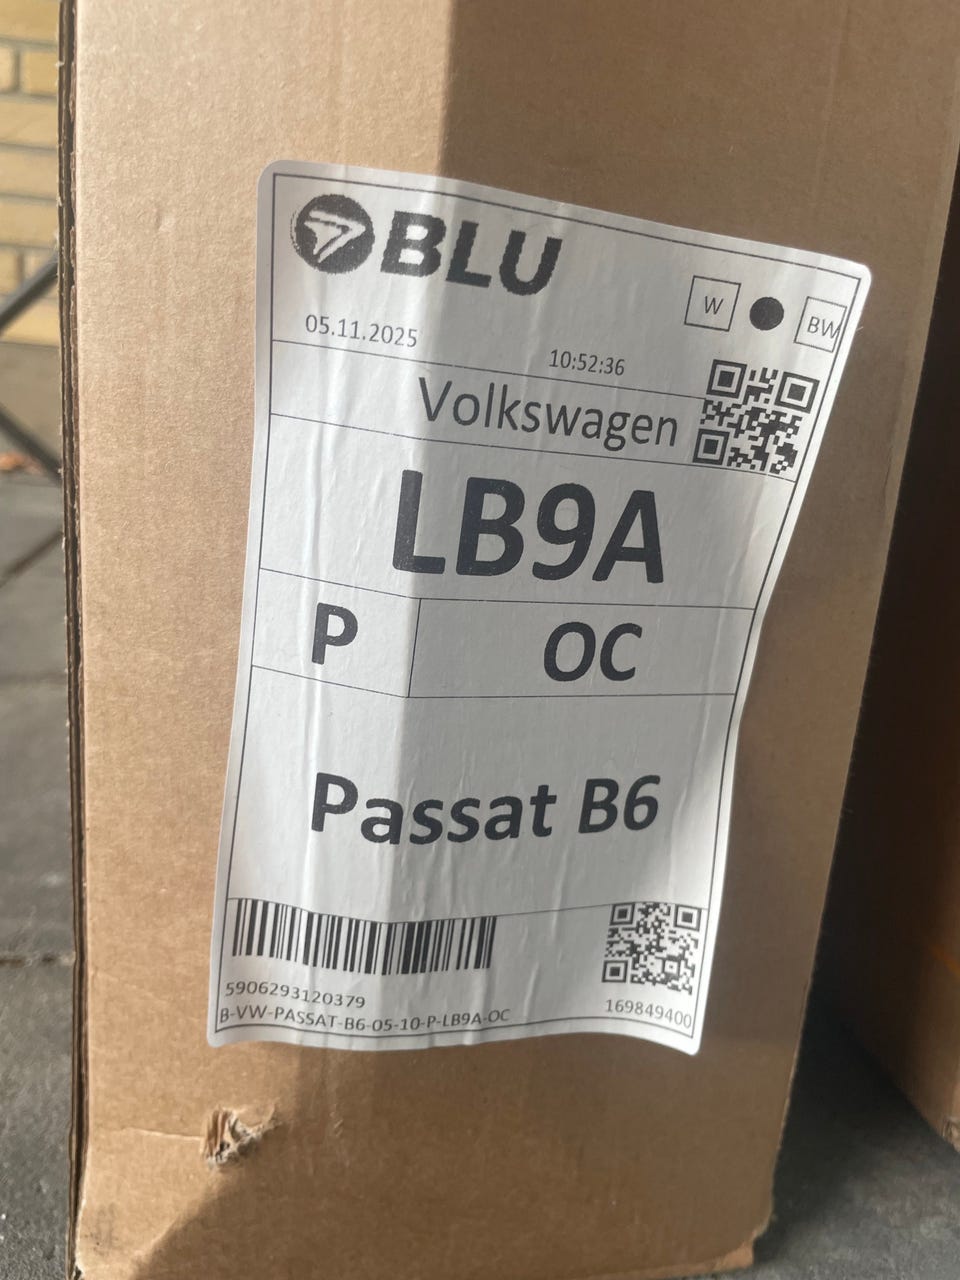 BLU
W BW
05.11.2025
10:52:36
Volkswagen
LB9A
P OC
Passat B6
5906293120379
B-VW-PASSAT-B6-05-10-P-LB9A-OC
169849400